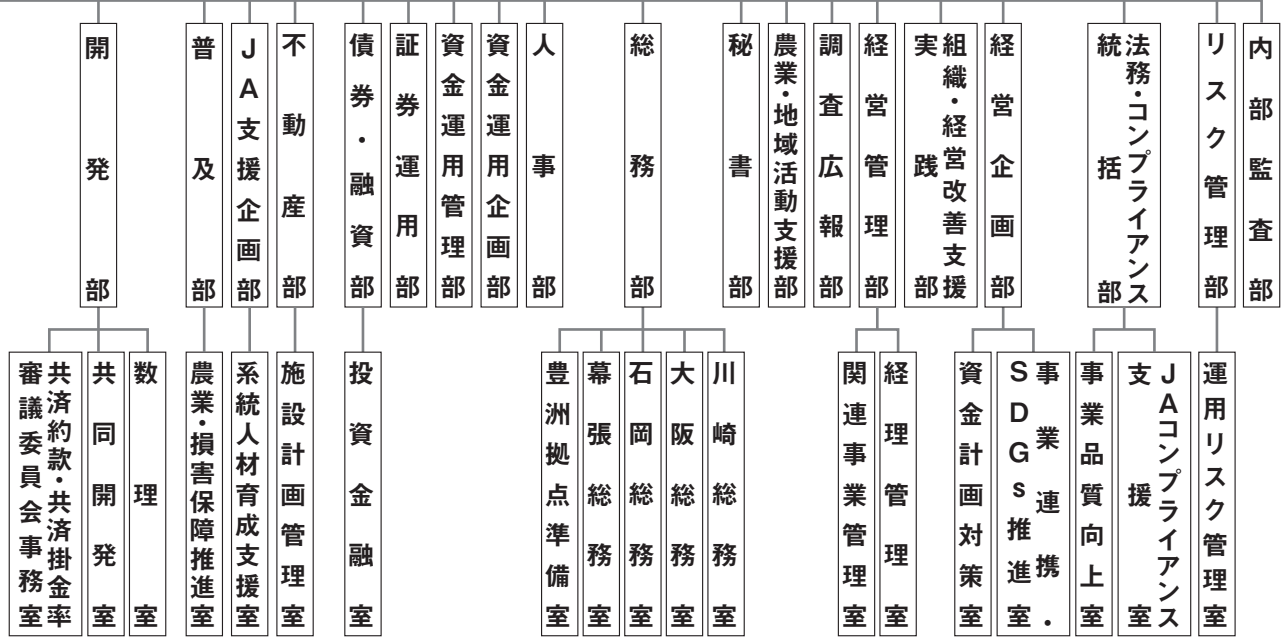 内部監査部
リスク管理部
法務・コンプライアンス
統括部
経営企画部
組織・経営改善支援
実践部
経営管理部
調査広報部
農業・地域活動支援部
秘書部
総務部
人事部
資金運用企画部
資金運用管理部
証券運用部
債券・融資部
不動産部
JA支援企画部
普及部
開発部
運用リスク管理室
JAコンプライアンス
支援室
事業品質向上室
事業連携・
SDGs推進室
資金計画対策室
経理管理室
関連事業管理室
川崎総務室
大阪総務室
石岡総務室
幕張総務室
豊洲拠点準備室
投資金融室
施設計画管理室
系統人材育成支援室
農業・損害保障推進室
数理室
共同開発室
共済約款・共済掛金率
審議委員会事務室